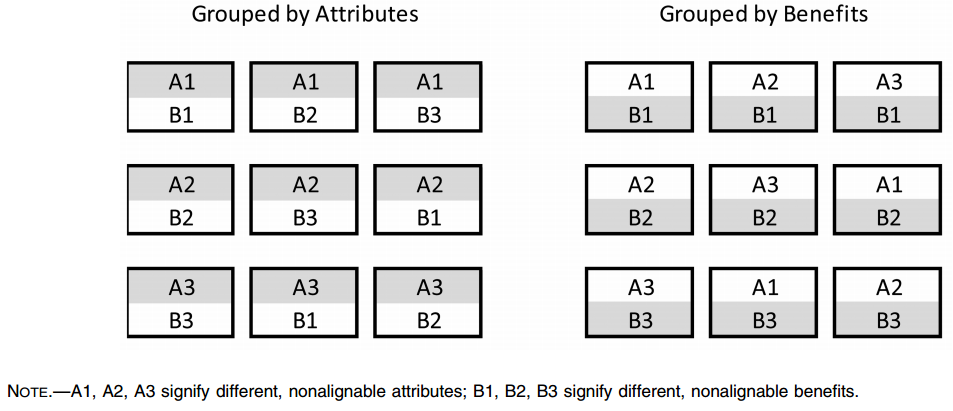 Grouped by Attributes Grouped by Benefits
A1 A1 A1 A1 A2 A3
B1 B2 B3 B1 B1 B1
A2 A2 A2 A2 A3 A1
B2 B3 B1 B2 B2 B2
A3 A3 A3 A3 A1 A2
B3 B1 B2 B3 B3 B3
NOTE.—A1, A2, A3 signify different, nonalignable attributes; B1, B2, B3 signify different, nonalignable benefits.